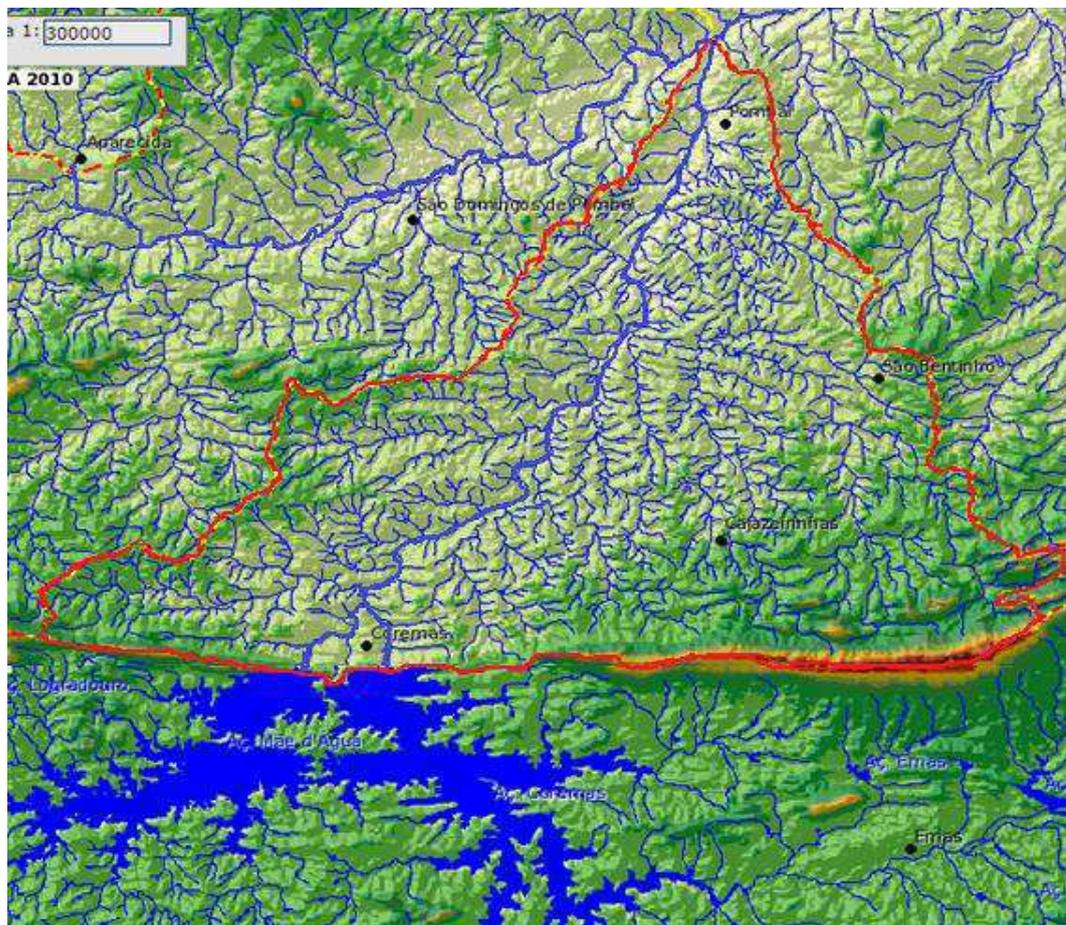 a 1: 300000
A 2010
Aparecida
Pombal
São Domingos de Pombal
São Bentinho
Cajazeirinhas
Coremas
Aç. Mãe d'Água
Aç. Emas
Aç. Coremas
Emas